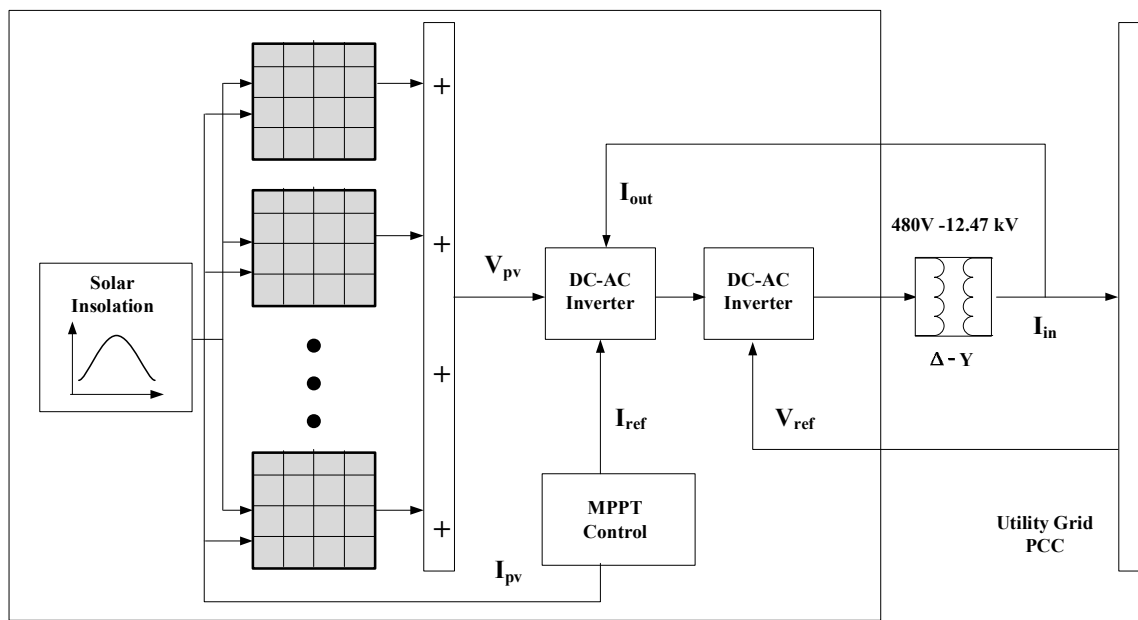 Solar
Insolation
+
+
+
+
V_pv
I_out
DC-AC
Inverter
DC-AC
Inverter
480V -12.47 kV
Δ - Y
I_in
I_ref
V_ref
MPPT
Control
I_pv
Utility Grid
PCC